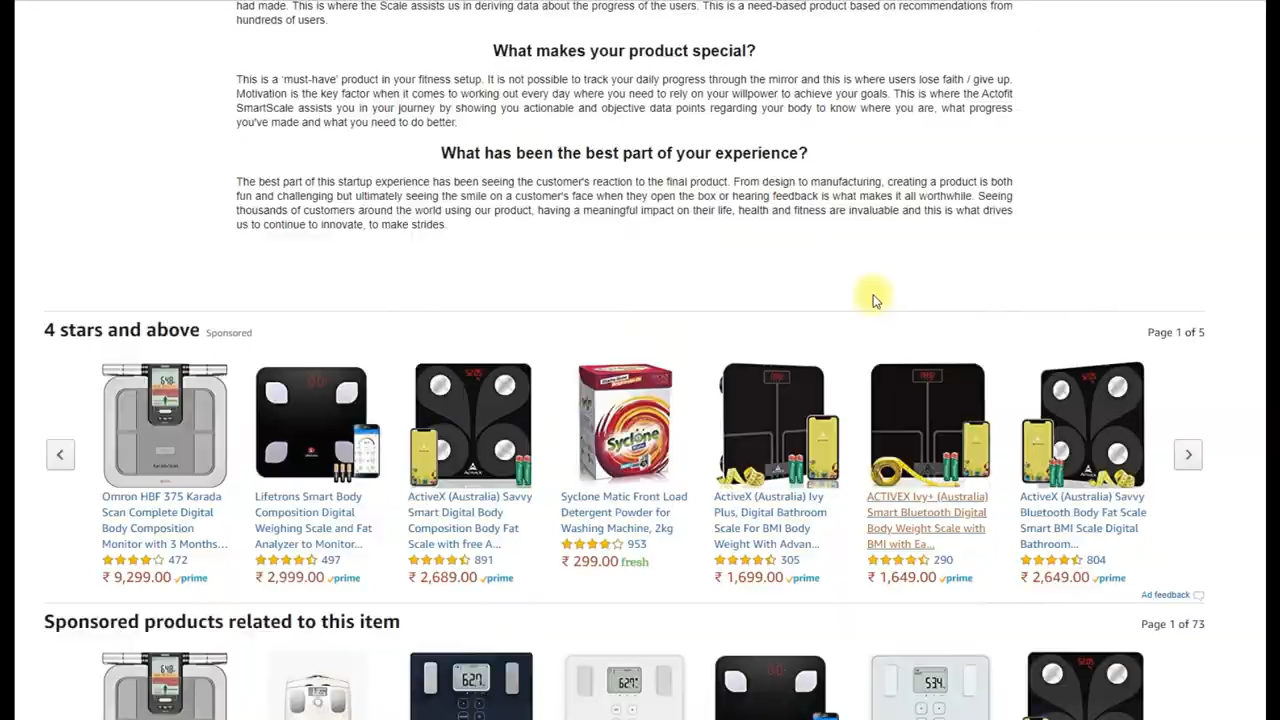 had made. This is where the Scale assists us in deriving data about the progress of the users. This is a need-based product based on recommendations from
hundreds of users.
What makes your product special?
This is a 'must-have' product in your fitness setup. It is not possible to track your daily progress through the mirror and this is where users lose faith / give up.
Motivation is the key factor when it comes to working out every day where you need to rely on your willpower to achieve your goals. This is where the Actofit
SmartScale assists you in your journey by showing you actionable and objective data points regarding your body to know where you are, what progress
you've made and what you need to do better.
What has been the best part of your experience?
The best part of this startup experience has been seeing the customer's reaction to the final product. From design to manufacturing, creating a product is both
fun and challenging but ultimately seeing the smile on a customer's face when they open the box or hearing feedback is what makes it all worthwhile. Seeing
thousands of customers around the world using our product, having a meaningful impact on their life, health and fitness are invaluable and this is what drives
us to continue to innovate, to make strides.
4 stars and above Sponsored
Page 1 of 5
Omron HBF 375 Karada
Scan Complete Digital
Body Composition
Monitor with 3 Months...
472
₹ 9,299.00 prime
Lifetrons Smart Body
Composition Digital
Weighing Scale and Fat
Analyzer to Monitor...
497
₹ 2,999.00 prime
ActiveX (Australia) Savvy
Smart Digital Body
Composition Body Fat
Scale with free A...
891
₹ 2,689.00 prime
Syclone
Syclone Matic Front Load
Detergent Powder for
Washing Machine, 2kg
953
₹ 299.00 fresh
ActiveX (Australia) Ivy
Plus, Digital Bathroom
Scale For BMI Body
Weight With Advan...
305
₹ 1,699.00 prime
ACTIVEX Ivy+ (Australia)
Smart Bluetooth Digital
Body Weight Scale with
BMI with Ea...
290
₹ 1,649.00 prime
ActiveX (Australia) Savvy
Bluetooth Body Fat Scale
Smart BMI Scale Digital
Bathroom...
804
₹ 2,649.00 prime
Ad feedback
Sponsored products related to this item
Page 1 of 73